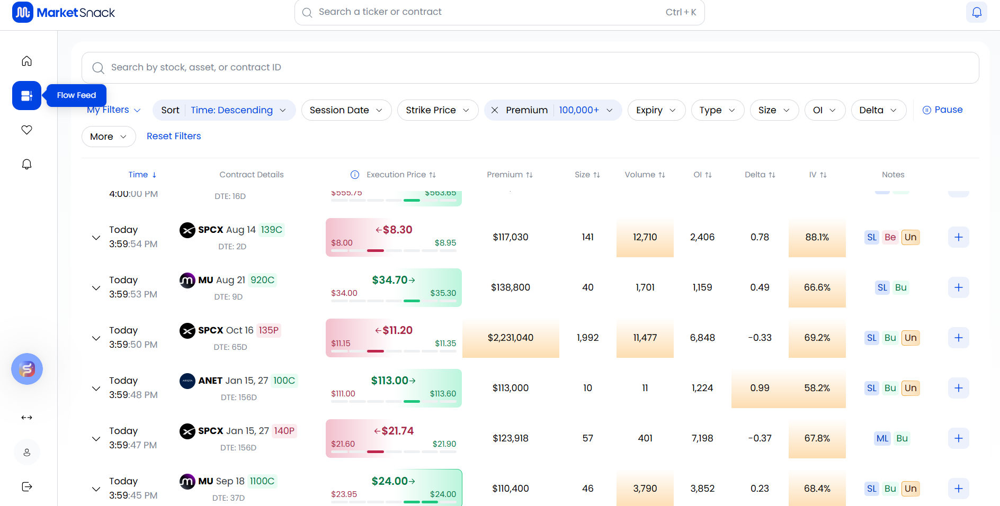 MarketSnack
Search a ticker or contract
Ctrl + K
Search by stock, asset, or contract ID
Flow Feed
My Filters
Sort Time: Descending
Session Date
Strike Price
Premium 100,000+
Expiry
Type
Size
OI
Delta
Pause
More
Reset Filters
Time ↓ Contract Details Execution Price Premium Size Volume OI Delta IV Notes
4:00:00 PM DTE: 16D $555.75 $563.65
Today SPCX Aug 14 139C ←$8.30
3:59:54 PM DTE: 2D $8.00 $8.95 $117,030 141 12,710 2,406 0.78 88.1% SL Be Un +
Today MU Aug 21 920C $34.70→
3:59:53 PM DTE: 9D $34.00 $35.30 $138,800 40 1,701 1,159 0.49 66.6% SL Bu +
Today SPCX Oct 16 135P ←$11.20
3:59:50 PM DTE: 65D $11.15 $11.35 $2,231,040 1,992 11,477 6,848 -0.33 69.2% SL Bu Un +
Today ANET Jan 15, 27 100C $113.00→
3:59:48 PM DTE: 156D $111.00 $113.60 $113,000 10 11 1,224 0.99 58.2% SL Bu Un +
Today SPCX Jan 15, 27 140P ←$21.74
3:59:47 PM DTE: 156D $21.60 $21.90 $123,918 57 401 7,198 -0.37 67.8% ML Bu +
Today MU Sep 18 1100C $24.00→
3:59:45 PM DTE: 37D $23.95 $24.00 $110,400 46 3,790 3,852 0.23 68.4% SL Bu Un +